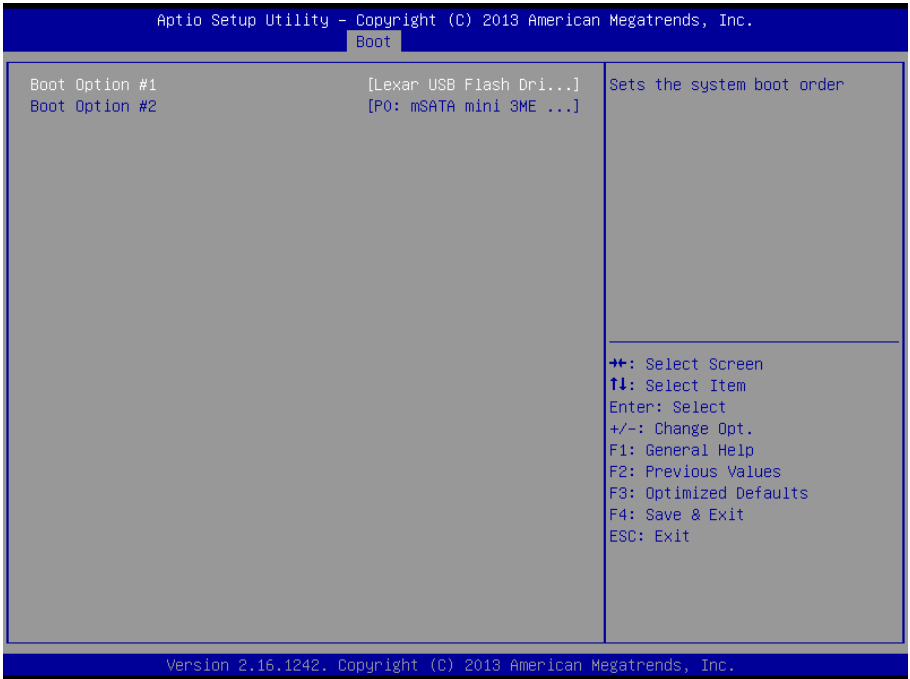 Aptio Setup Utility – Copyright (C) 2013 American Megatrends, Inc.
Boot
Boot Option #1 [Lexar USB Flash Dri...]
Boot Option #2 [P0: mSATA mini 3ME ...]
Sets the system boot order
→←: Select Screen
↑↓: Select Item
Enter: Select
+/-: Change Opt.
F1: General Help
F2: Previous Values
F3: Optimized Defaults
F4: Save & Exit
ESC: Exit
Version 2.16.1242. Copyright (C) 2013 American Megatrends, Inc.